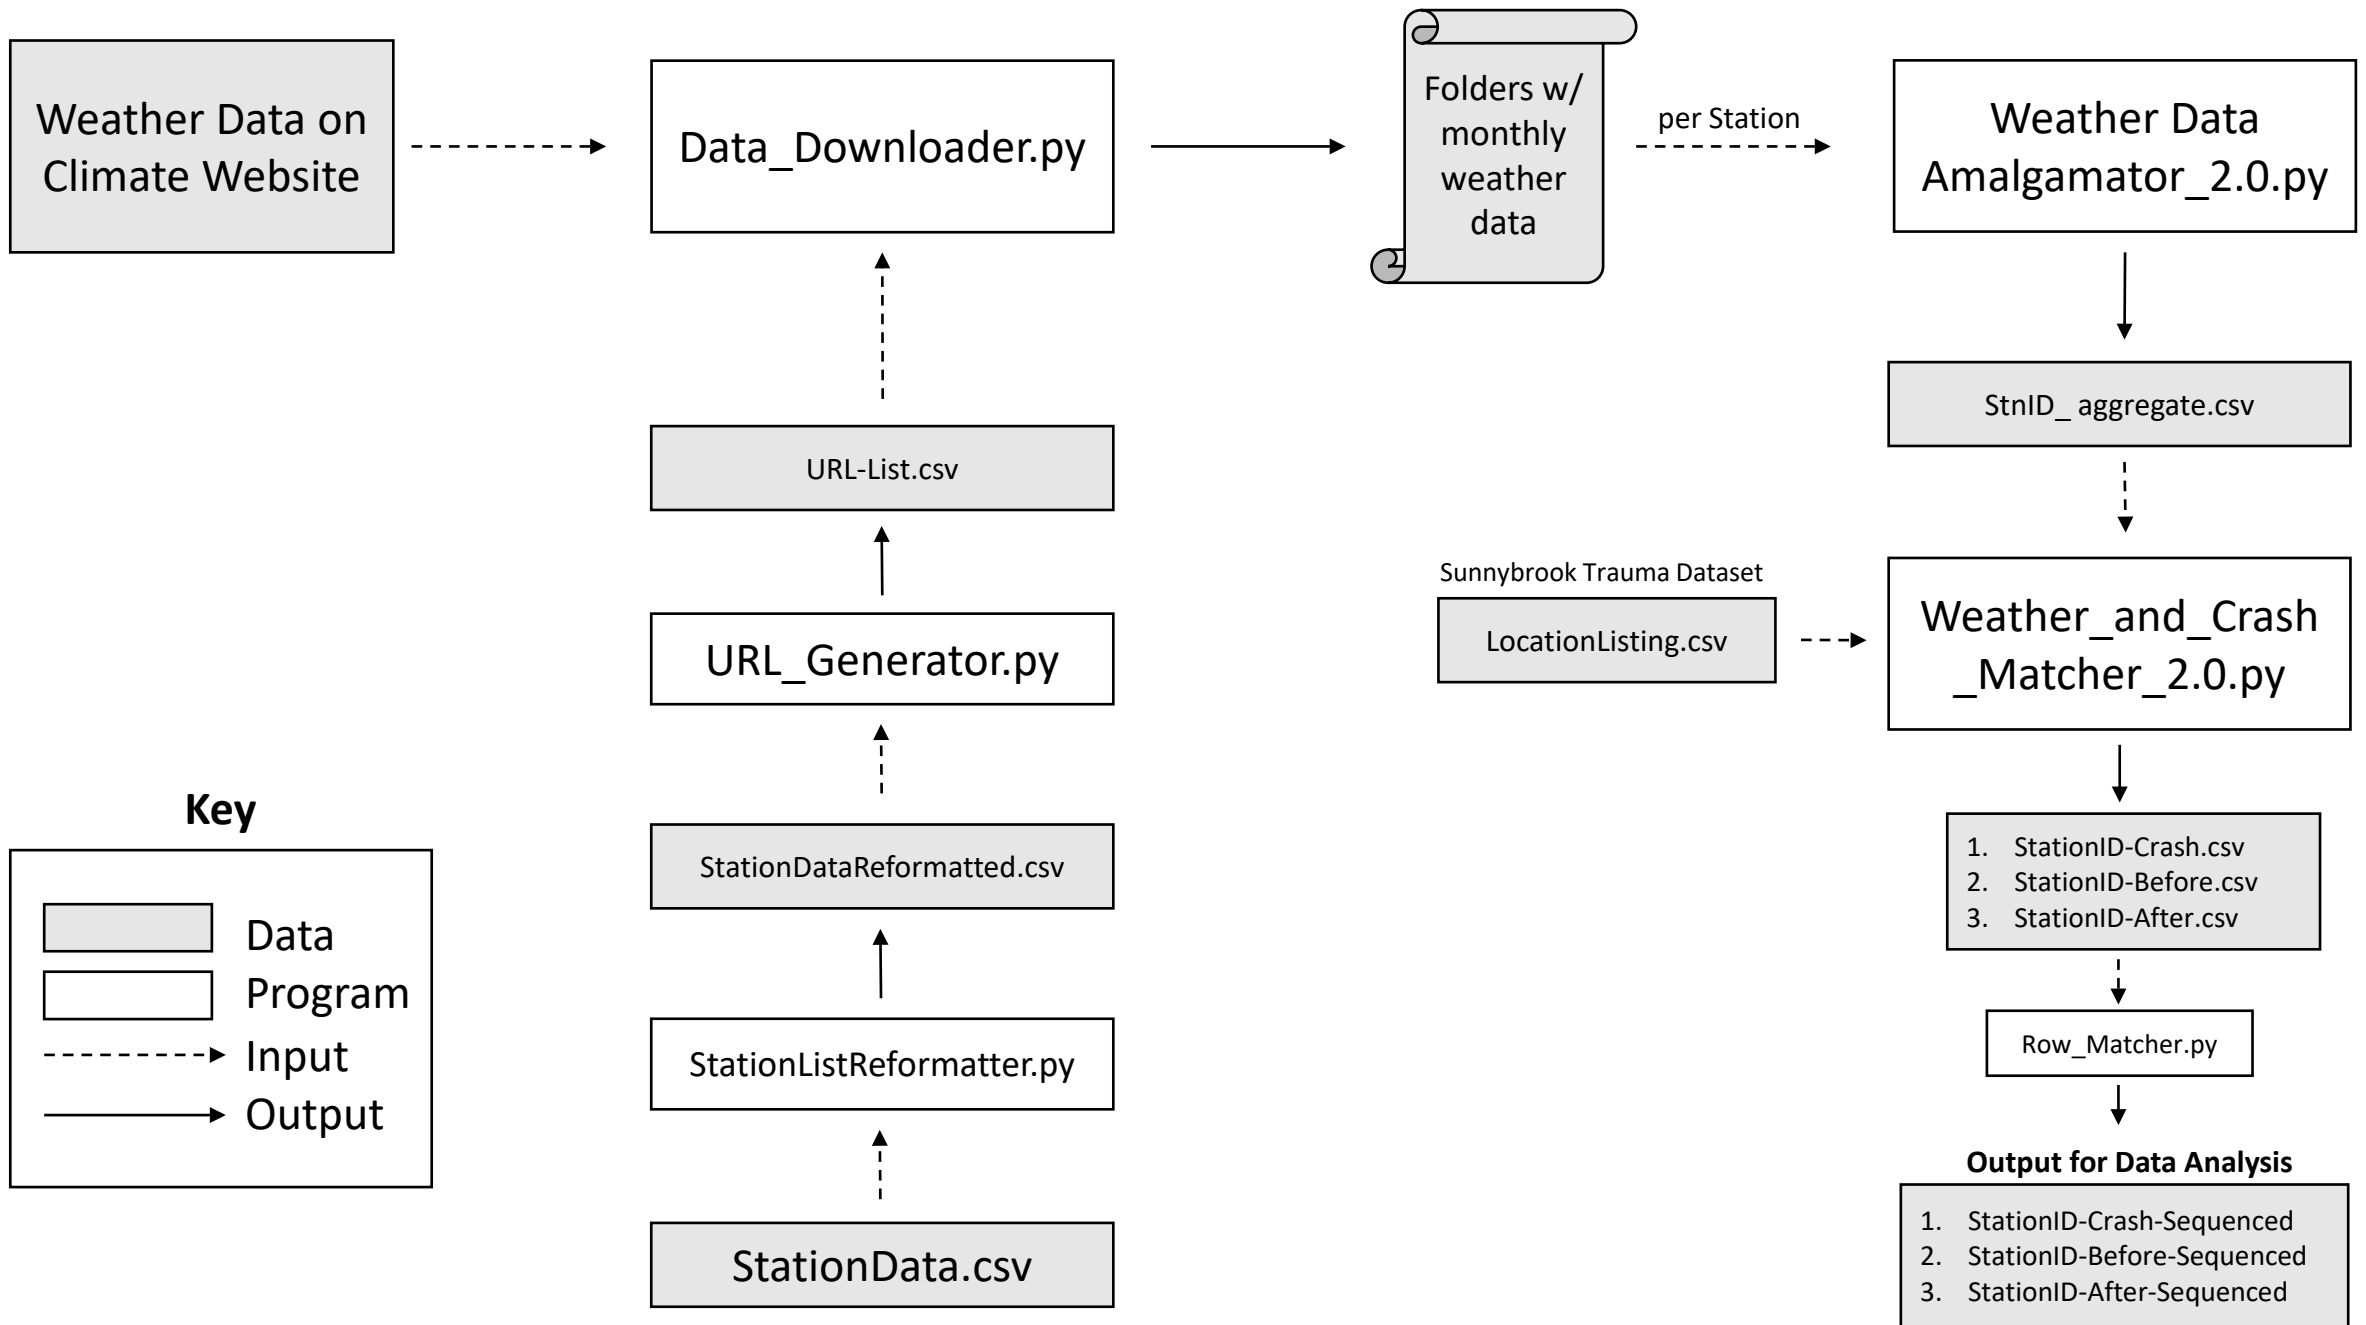 Weather Data on
Climate Website
Data_Downloader.py
Folders w/
monthly
weather
data
per Station
Weather Data
Amalgamator_2.0.py
StnID_ aggregate.csv
URL-List.csv
Sunnybrook Trauma Dataset
LocationListing.csv
Weather_and_Crash
_Matcher_2.0.py
URL_Generator.py
StationDataReformatted.csv
1. StationID-Crash.csv
2. StationID-Before.csv
3. StationID-After.csv
Key
Data
Program
Input
Output
StationListReformatter.py
Row_Matcher.py
StationData.csv
Output for Data Analysis
1. StationID-Crash-Sequenced
2. StationID-Before-Sequenced
3. StationID-After-Sequenced